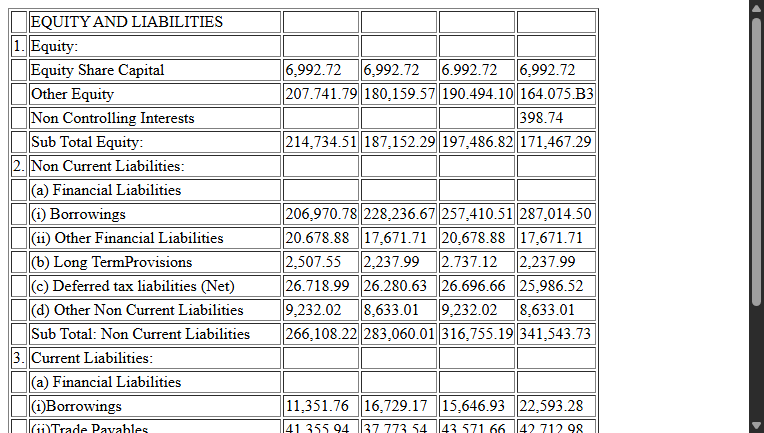 EQUITY AND LIABILITIES
1. Equity:
Equity Share Capital 6,992.72 6,992.72 6.992.72 6,992.72
Other Equity 207.741.79 180,159.57 190.494.10 164.075.B3
Non Controlling Interests 398.74
Sub Total Equity: 214,734.51 187,152.29 197,486.82 171,467.29
2. Non Current Liabilities:
(a) Financial Liabilities
(i) Borrowings 206,970.78 228,236.67 257,410.51 287,014.50
(ii) Other Financial Liabilities 20.678.88 17,671.71 20,678.88 17,671.71
(b) Long TermProvisions 2,507.55 2,237.99 2.737.12 2,237.99
(c) Deferred tax liabilities (Net) 26.718.99 26.280.63 26.696.66 25,986.52
(d) Other Non Current Liabilities 9,232.02 8,633.01 9,232.02 8,633.01
Sub Total: Non Current Liabilities 266,108.22 283,060.01 316,755.19 341,543.73
3. Current Liabilities:
(a) Financial Liabilities
(i)Borrowings 11,351.76 16,729.17 15,646.93 22,593.28
(ii)Trade Payables 41,355.94 37,773.54 43,571.66 42,712.98